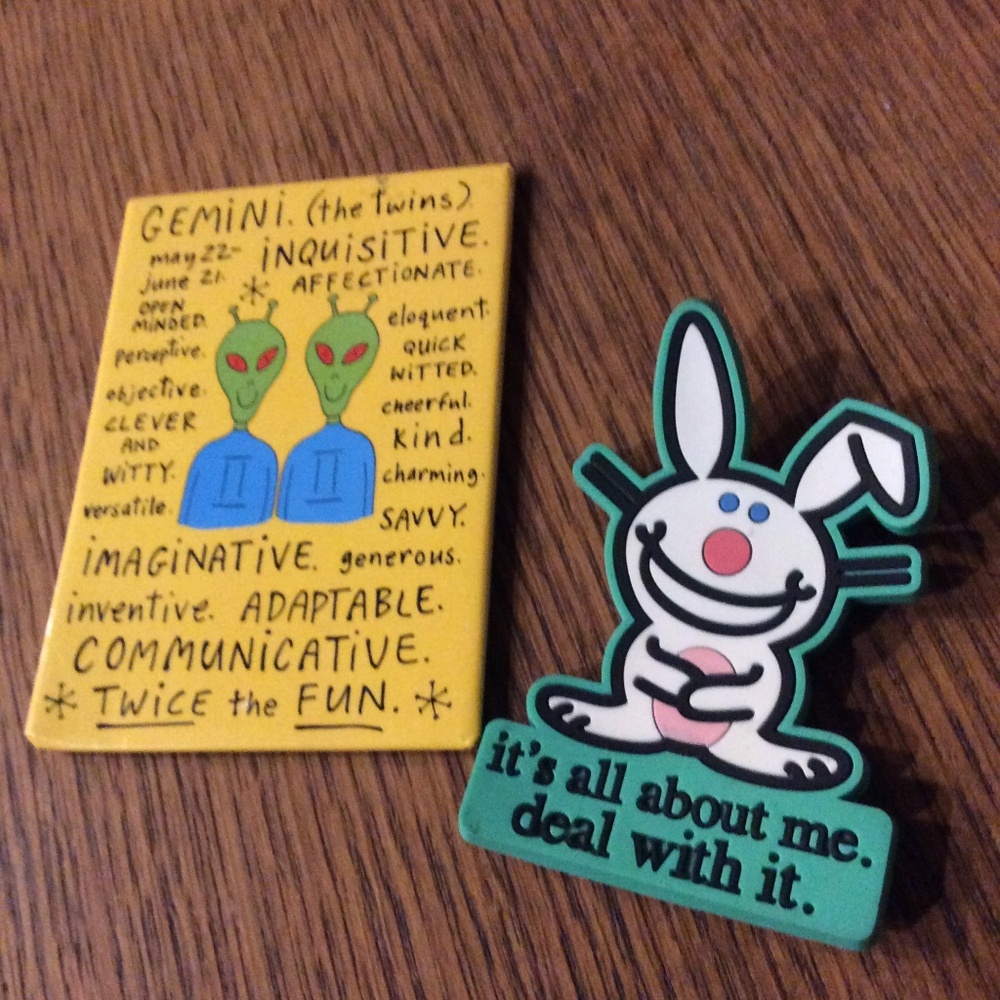 GEMiNi. (the twins)
may 22-
june 21.
iNQUiSiTiVE.
* AFFECTiONATE.
OPEN
MiNDED.
perceptive.
objective.
CLEVER
AND
WiTTY.
versatile.
eloquent.
QUiCK
WiTTED.
cheerful.
Kind.
charming.
SAVVY.
II II
iMAGiNATiVE. generous.
inventive. ADAPTABLE.
COMMUNiCATiVE.
* TWiCE the FUN. *
it's all about me.
deal with it.